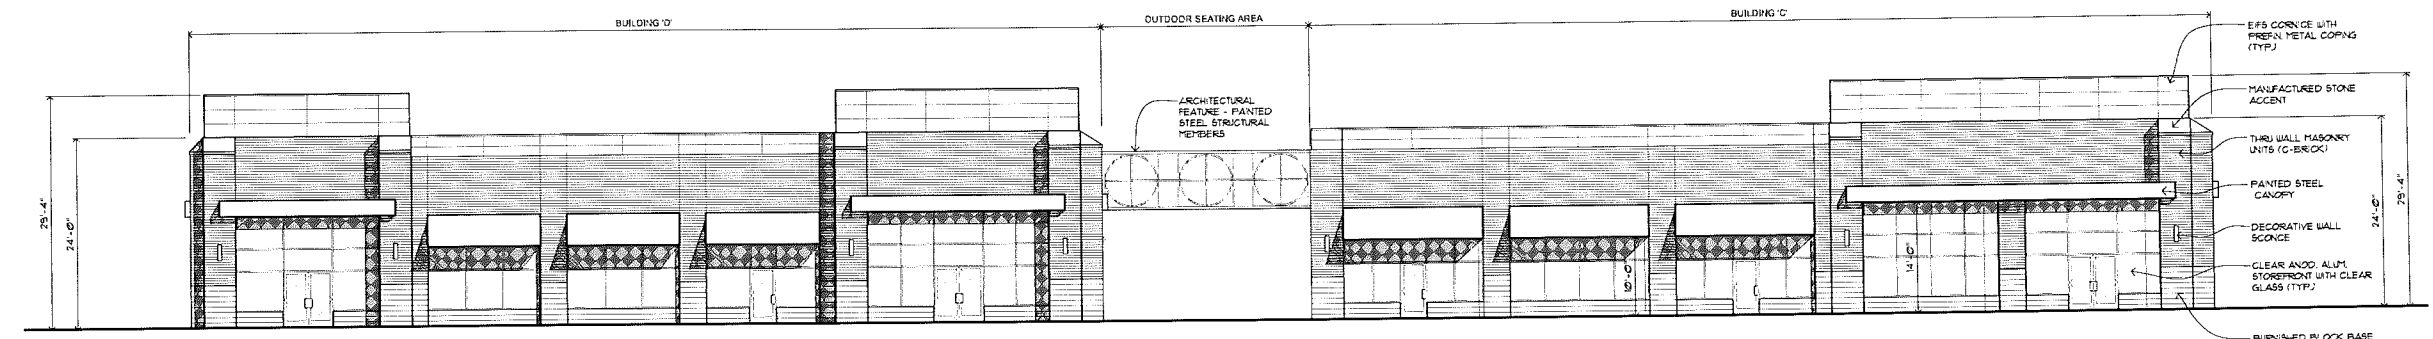 BUILDING 'D'
OUTDOOR SEATING AREA
BUILDING 'C'
EIFS CORNICE WITH
PREFIN. METAL COPING
(TYP.)
ARCHITECTURAL
FEATURE - PAINTED
STEEL STRUCTURAL
MEMBERS
MANUFACTURED STONE
ACCENT
THRU WALL MASONRY
UNITS (C-BRICK)
PAINTED STEEL
CANOPY
DECORATIVE WALL
SCONCE
CLEAR ANOD. ALUM.
STOREFRONT WITH CLEAR
GLASS (TYP.)
BURNISHED BLOCK BASE
29'-4"
24'-0"
14'-0"
24'-0"
29'-4"